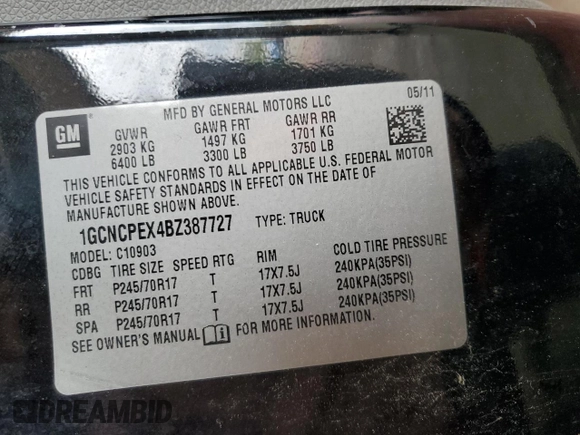 MFD BY GENERAL MOTORS LLC 05/11
GM GVWR GAWR FRT GAWR RR
2903 KG 1497 KG 1701 KG
6400 LB 3300 LB 3750 LB
THIS VEHICLE CONFORMS TO ALL APPLICABLE U.S. FEDERAL MOTOR
VEHICLE SAFETY STANDARDS IN EFFECT ON THE DATE OF
MANUFACTURE SHOWN ABOVE.
1GCNCPEX4BZ387727 TYPE: TRUCK
MODEL: C10903
CDBG TIRE SIZE SPEED RTG RIM COLD TIRE PRESSURE
FRT P245/70R17 T 17X7.5J 240KPA(35PSI)
RR P245/70R17 T 17X7.5J 240KPA(35PSI)
SPA P245/70R17 T 17X7.5J 240KPA(35PSI)
SEE OWNER'S MANUAL FOR MORE INFORMATION.
DREAMBID